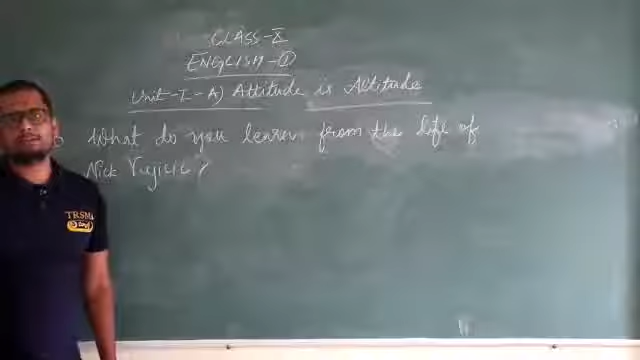 CLASS-X
ENGLISH-①
Unit-I-A) Attitude is Altitude
What do you learn from the life of
Nick Vujicic?
TRSMA